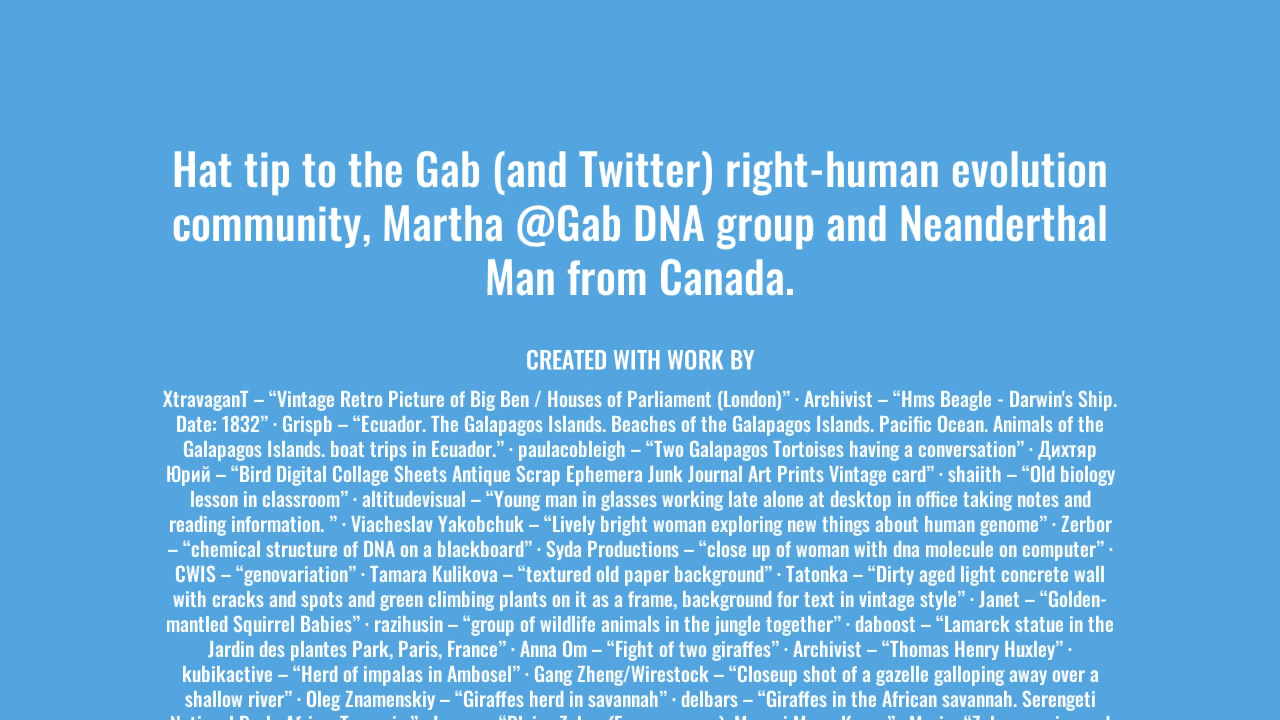 Hat tip to the Gab (and Twitter) right-human evolution
community, Martha @Gab DNA group and Neanderthal
Man from Canada.
CREATED WITH WORK BY
XtravaganT – “Vintage Retro Picture of Big Ben / Houses of Parliament (London)” · Archivist – “Hms Beagle - Darwin's Ship.
Date: 1832” · Grispb – “Ecuador. The Galapagos Islands. Beaches of the Galapagos Islands. Pacific Ocean. Animals of the
Galapagos Islands. boat trips in Ecuador.” · paulacobleigh – “Two Galapagos Tortoises having a conversation” · Дихтяр
Юрий – “Bird Digital Collage Sheets Antique Scrap Ephemera Junk Journal Art Prints Vintage card” · shaiith – “Old biology
lesson in classroom” · altitudevisual – “Young man in glasses working late alone at desktop in office taking notes and
reading information. ” · Viacheslav Yakobchuk – “Lively bright woman exploring new things about human genome” · Zerbor
– “chemical structure of DNA on a blackboard” · Syda Productions – “close up of woman with dna molecule on computer” ·
CWIS – “genovariation” · Tamara Kulikova – “textured old paper background” · Tatonka – “Dirty aged light concrete wall
with cracks and spots and green climbing plants on it as a frame, background for text in vintage style” · Janet – “Golden-
mantled Squirrel Babies” · razihusin – “group of wildlife animals in the jungle together” · daboost – “Lamarck statue in the
Jardin des plantes Park, Paris, France” · Anna Om – “Fight of two giraffes” · Archivist – “Thomas Henry Huxley” ·
kubikactive – “Herd of impalas in Ambosel” · Gang Zheng/Wirestock – “Closeup shot of a gazelle galloping away over a
shallow river” · Oleg Znamenskiy – “Giraffes herd in savannah” · delbars – “Giraffes in the African savannah. Serengeti